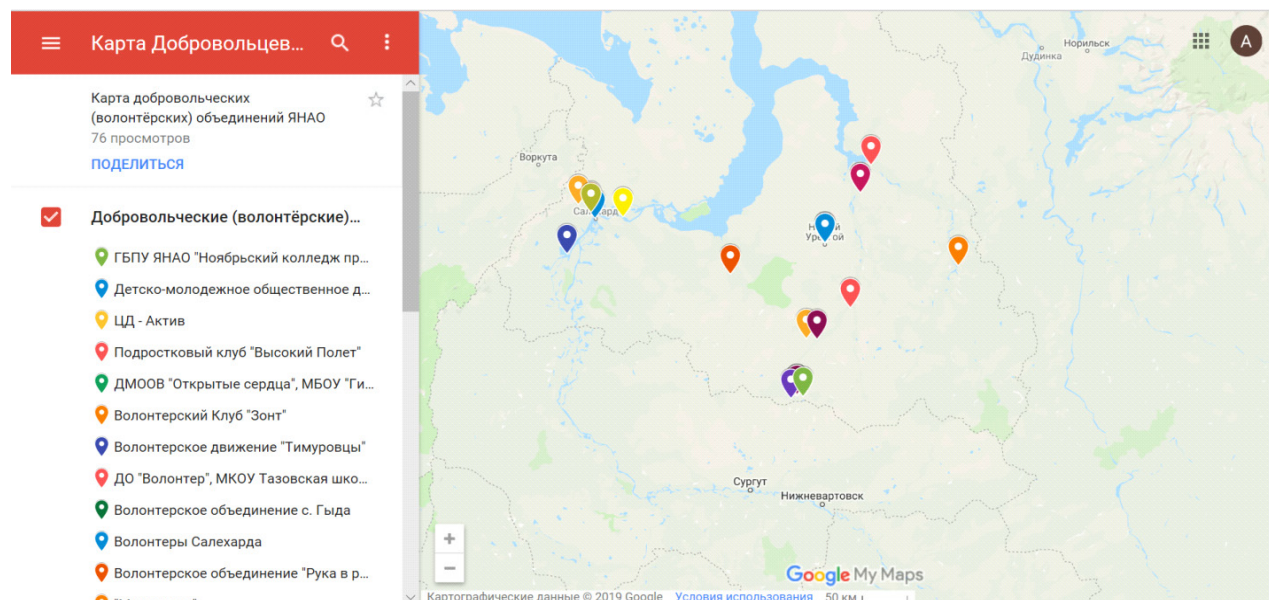 Карта Добровольцев...
Карта добровольческих
(волонтёрских) объединений ЯНАО
76 просмотров
ПОДЕЛИТЬСЯ
Добровольческие (волонтёрские)...
ГБПУ ЯНАО "Ноябрьский колледж пр...
Детско-молодежное общественное д...
ЦД - Актив
Подростковый клуб "Высокий Полет"
ДМООВ "Открытые сердца", МБОУ "Ги...
Волонтерский Клуб "Зонт"
Волонтерское движение "Тимуровцы"
ДО "Волонтер", МКОУ Тазовская шко...
Волонтерское объединение с. Гыда
Волонтеры Салехарда
Волонтерское объединение "Рука в р...
Норильск
Дудинка
A
Воркута
Сургут
Нижневартовск
Google My Maps
Картографические данные © 2019 Google Условия использования 50 км